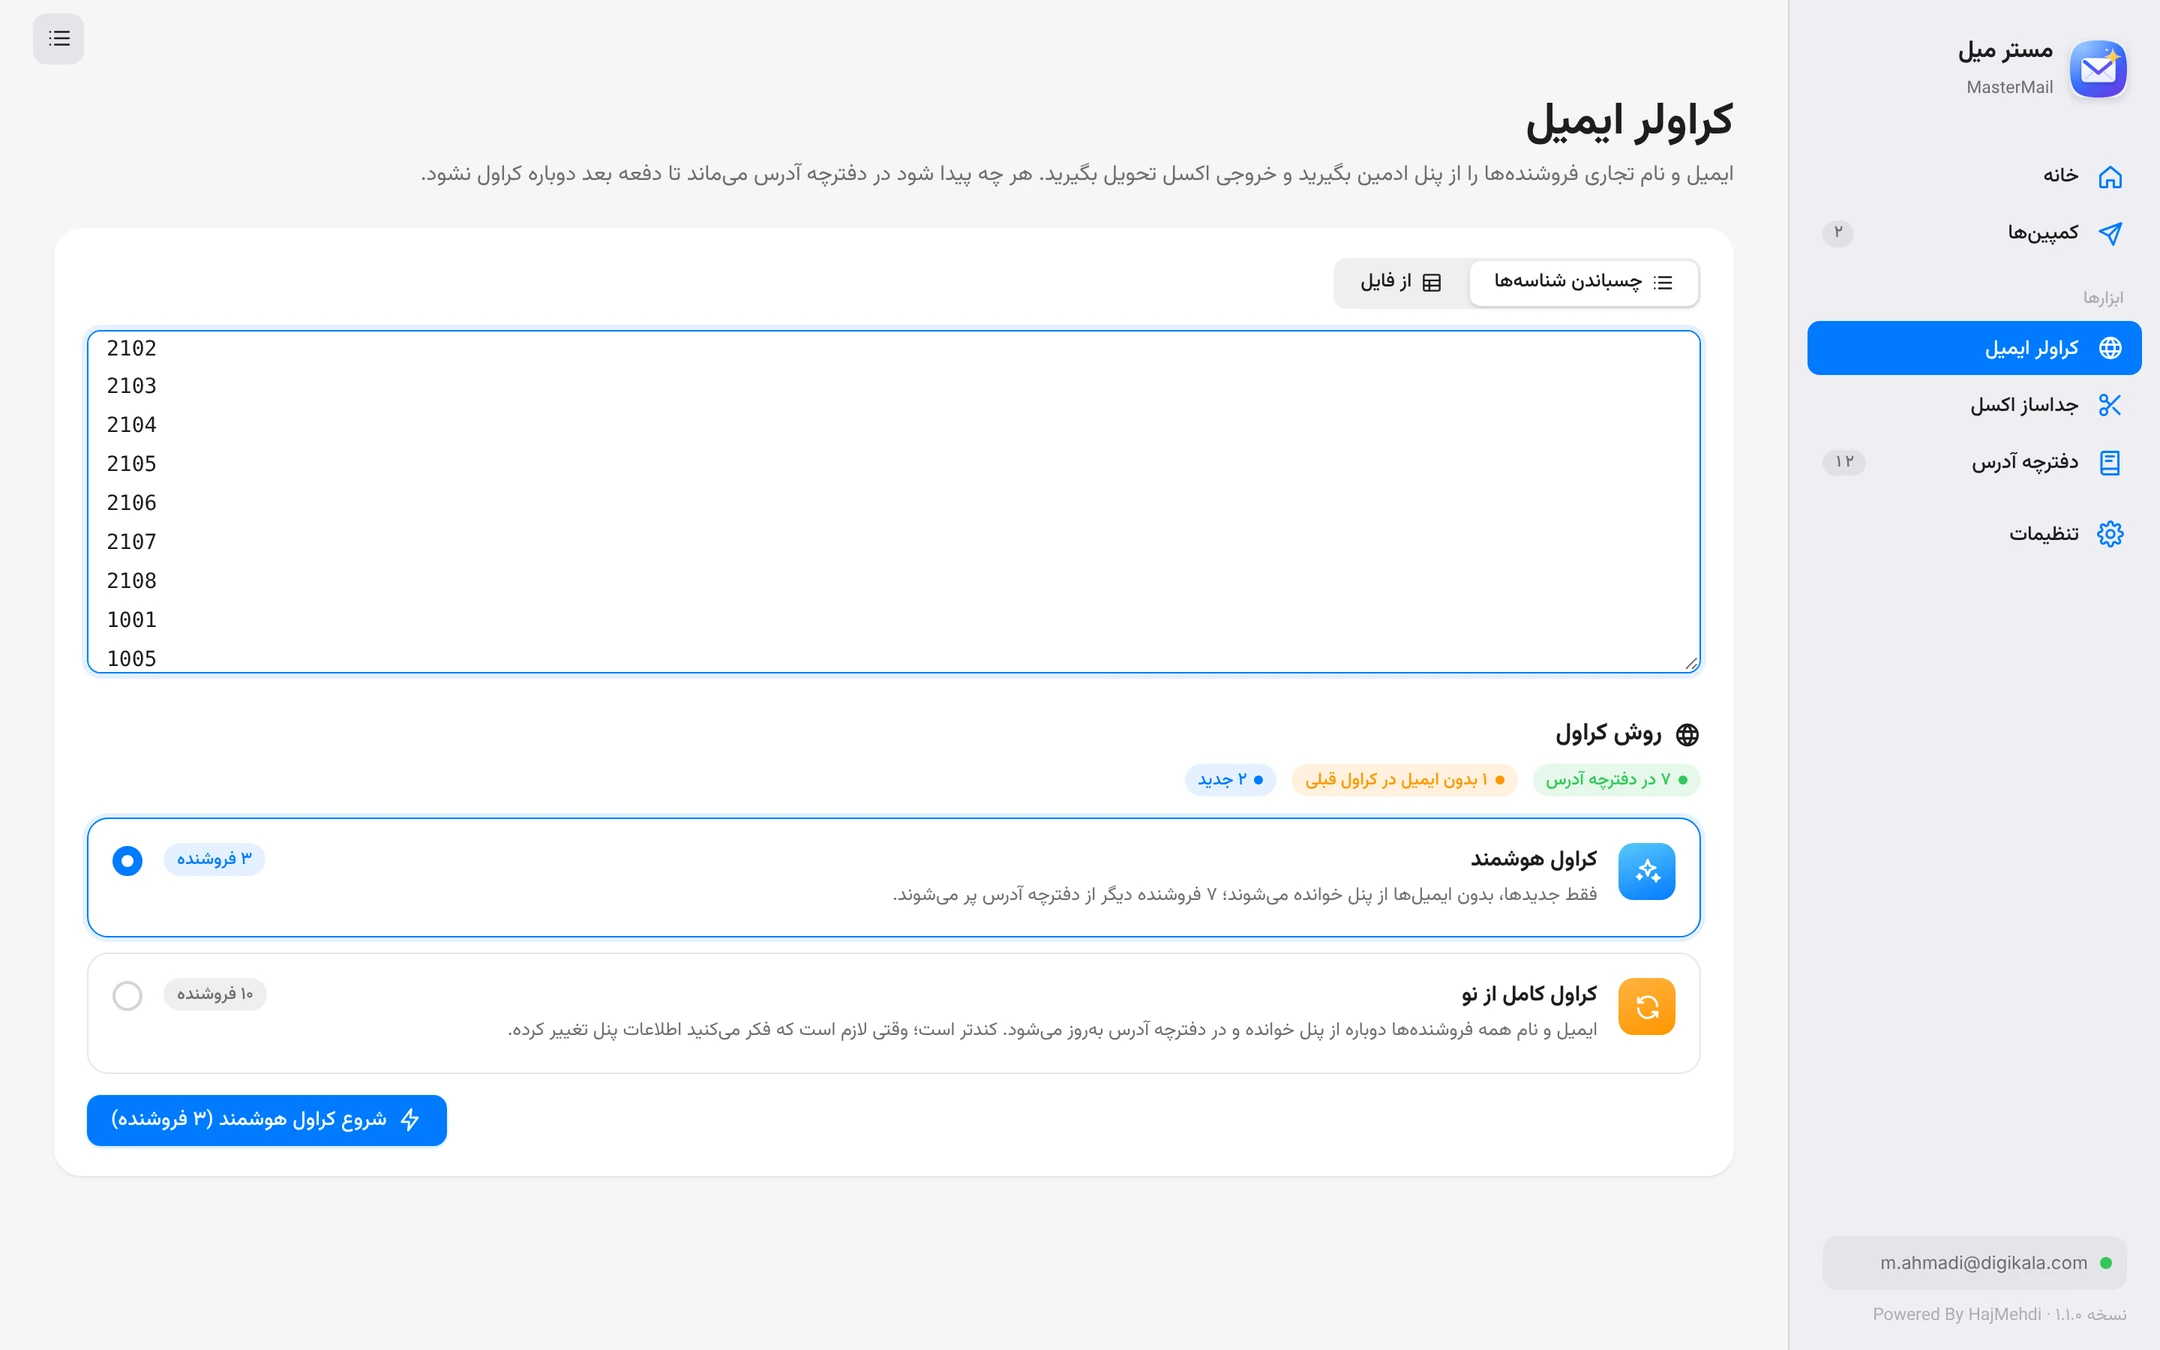 مستر میل
MasterMail
خانه
کمپین‌ها
۲
ابزارها
کراولر ایمیل
جداساز اکسل
دفترچه آدرس
۱۲
تنظیمات
m.ahmadi@digikala.com
نسخه ۱.۱.۰ · Powered By HajMehdi
کراولر ایمیل
ایمیل و نام تجاری فروشنده‌ها را از پنل ادمین بگیرید و خروجی اکسل تحویل بگیرید. هر چه پیدا شود در دفترچه آدرس می‌ماند تا دفعه بعد دوباره کراول نشود.
چسباندن شناسه‌ها
از فایل
2102
2103
2104
2105
2106
2107
2108
1001
1005
روش کراول
۷ در دفترچه آدرس
۱ بدون ایمیل در کراول قبلی
۲ جدید
کراول هوشمند
۳ فروشنده
فقط جدیدها، بدون ایمیل‌ها از پنل خوانده می‌شوند؛ ۷ فروشنده دیگر از دفترچه آدرس پر می‌شوند.
کراول کامل از نو
۱۰ فروشنده
ایمیل و نام همه فروشنده‌ها دوباره از پنل خوانده و در دفترچه آدرس به‌روز می‌شود. کندتر است؛ وقتی لازم است که فکر می‌کنید اطلاعات پنل تغییر کرده.
شروع کراول هوشمند (۳ فروشنده)